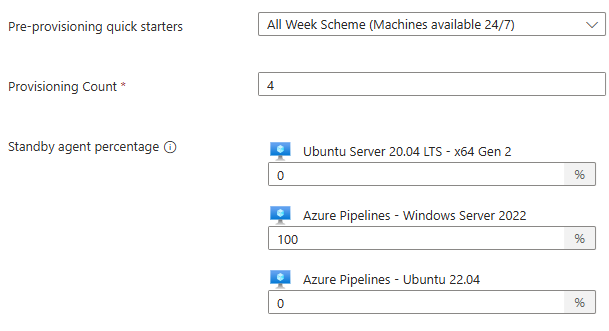 Pre-provisioning quick starters
All Week Scheme (Machines available 24/7)
Provisioning Count *
4
Standby agent percentage
Ubuntu Server 20.04 LTS - x64 Gen 2
0 %
Azure Pipelines - Windows Server 2022
100 %
Azure Pipelines - Ubuntu 22.04
0 %